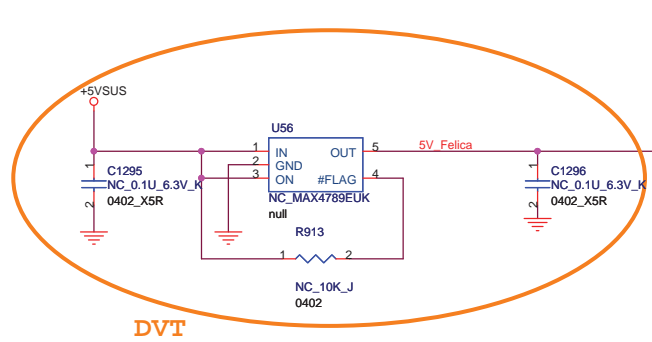 +5VSUS
U56
1 IN OUT 5 5V_Felica
2 GND
3 ON #FLAG 4
NC_MAX4789EUK
null
1
C1295
NC_0.1U_6.3V_K
2 0402_X5R
1
C1296
NC_0.1U_6.3V_K
2 0402_X5R
R913
1 2
NC_10K_J
0402
DVT